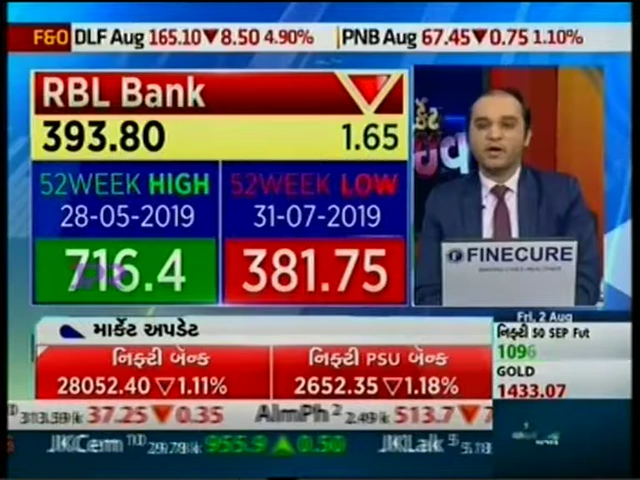 F&O DLF Aug 165.10▼8.50 4.90% PNB Aug 67.45▼0.75 1.10%
RBL Bank
393.80 1.65
52WEEK HIGH 52WEEK LOW
28-05-2019 31-07-2019
716.4 381.75
FINECURE
માર્કેટ અપડેટ
Fri, 2 Aug
નિફ્ટી 50 SEP Fut
નિફ્ટી બેન્ક નિફ્ટી PSU બેન્ક
28052.40 ▽1.11% 2652.35 ▽1.18%
1096
GOLD
1433.07
37.25 ▼0.35 AlmPh 513.7▼
JKCem 955.9 ▲0.50 JKLak